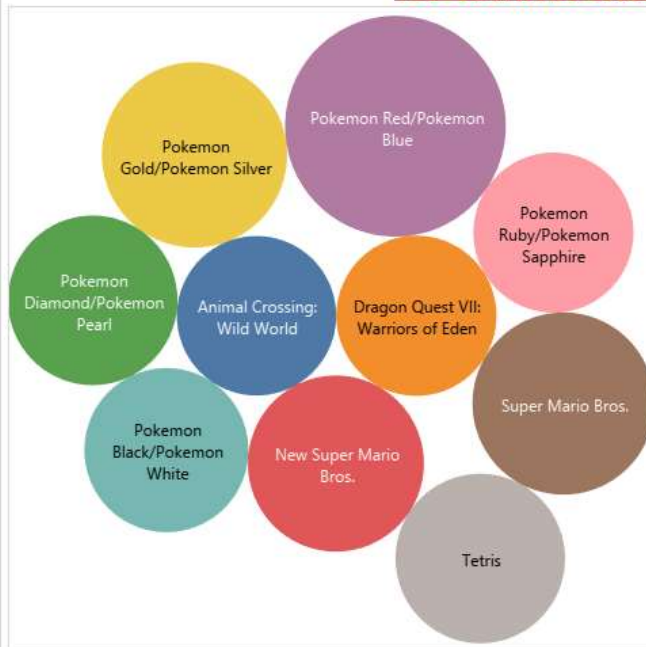 Pokemon Red/Pokemon
Blue
Pokemon
Gold/Pokemon Silver
Pokemon
Ruby/Pokemon
Sapphire
Pokemon
Diamond/Pokemon
Pearl
Animal Crossing:
Wild World
Dragon Quest VII:
Warriors of Eden
Super Mario Bros.
Pokemon
Black/Pokemon
White
New Super Mario
Bros.
Tetris